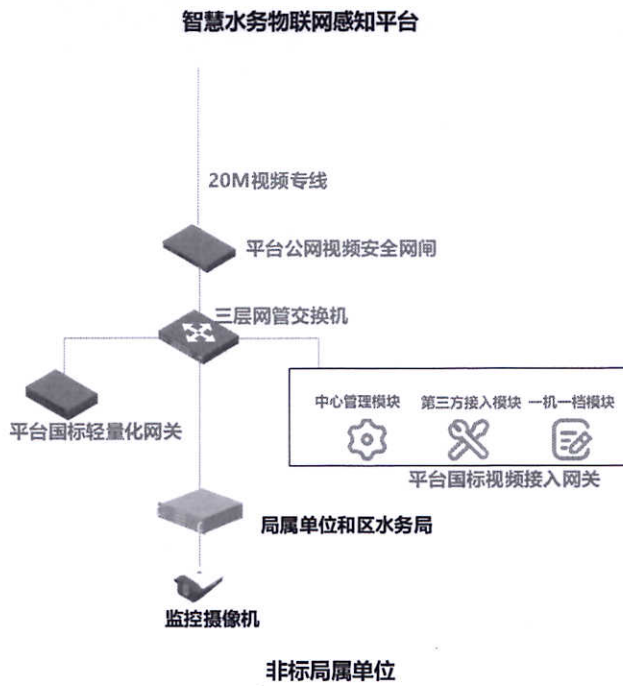 智慧水务物联网感知平台
20M视频专线
平台公网视频安全网闸
三层网管交换机
中心管理模块 第三方接入模块 一机一档模块
平台国标轻量化网关
平台国标视频接入网关
局属单位和区水务局
监控摄像机
非标局属单位